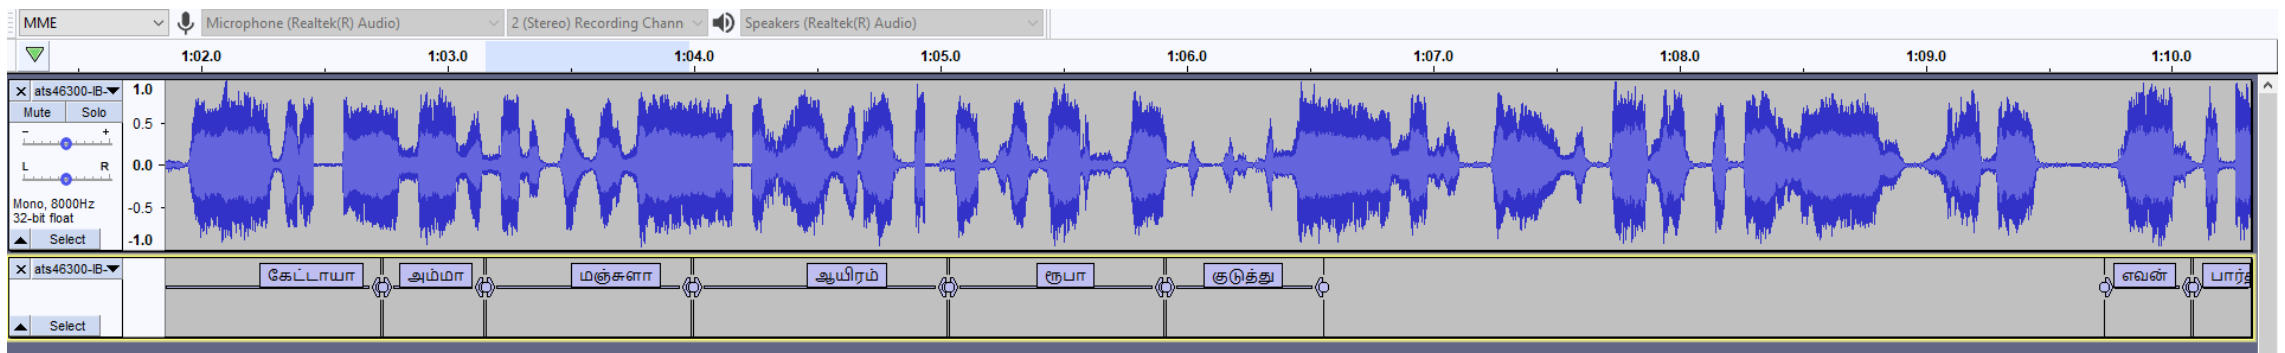 MME Microphone (Realtek(R) Audio) 2 (Stereo) Recording Chann Speakers (Realtek(R) Audio)
1:02.0 1:03.0 1:04.0 1:05.0 1:06.0 1:07.0 1:08.0 1:09.0 1:10.0
× ats46300-IB- 1.0
Mute Solo
- + 0.5
L R 0.0
Mono, 8000Hz
32-bit float -0.5
Select -1.0
× ats46300-IB- கேட்டாயா அம்மா மஞ்சுளா ஆயிரம் ரூபா குடுத்து எவன்
Select